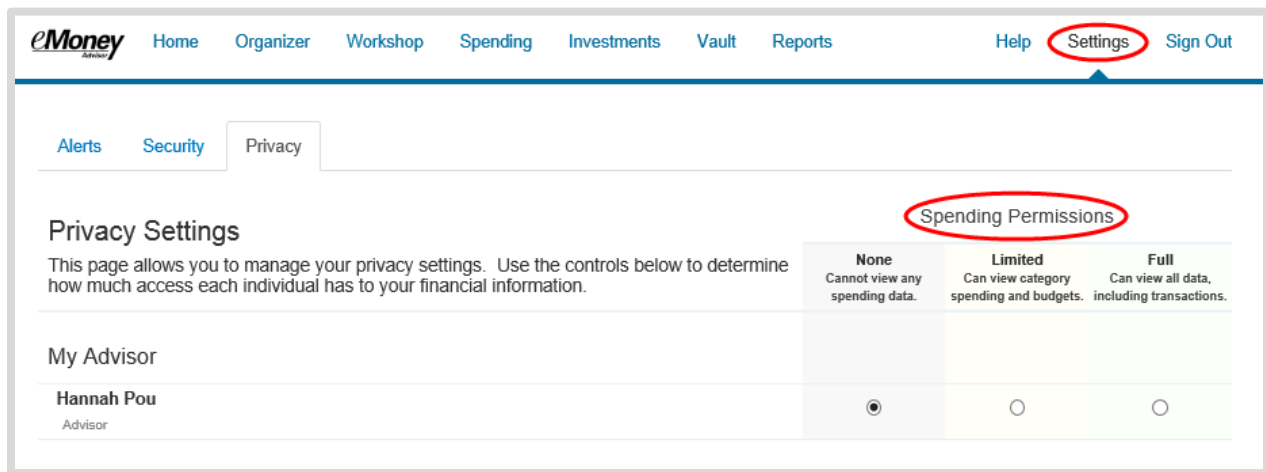 eMoney Advisor Home Organizer Workshop Spending Investments Vault Reports Help Settings Sign Out
Alerts Security Privacy
Privacy Settings
This page allows you to manage your privacy settings. Use the controls below to determine
how much access each individual has to your financial information.
Spending Permissions
None
Cannot view any
spending data.
Limited
Can view category
spending and budgets.
Full
Can view all data,
including transactions.
My Advisor
Hannah Pou
Advisor